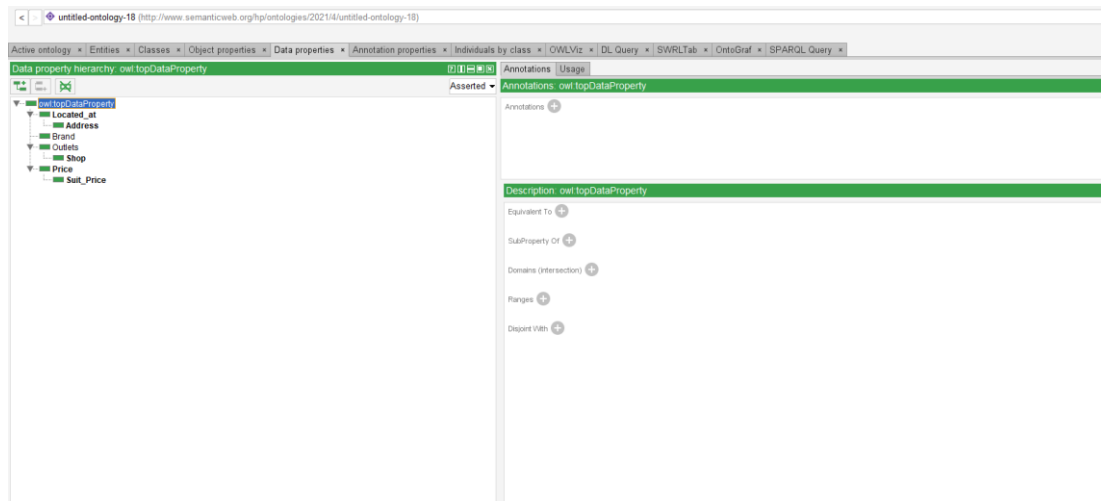 untitled-ontology-18 (http://www.semanticweb.org/hp/ontologies/2021/4/untitled-ontology-18)
Active ontology × Entities × Classes × Object properties × Data properties × Annotation properties × Individuals by class × OWLViz × DL Query × SWRLTab × OntoGraf × SPARQL Query ×
Data property hierarchy: owl:topDataProperty
Asserted
owl:topDataProperty
Located_at
Address
Brand
Outlets
Shop
Price
Suit_Price
Annotations Usage
Annotations: owl:topDataProperty
Annotations
Description: owl:topDataProperty
Equivalent To
SubProperty Of
Domains (intersection)
Ranges
Disjoint With